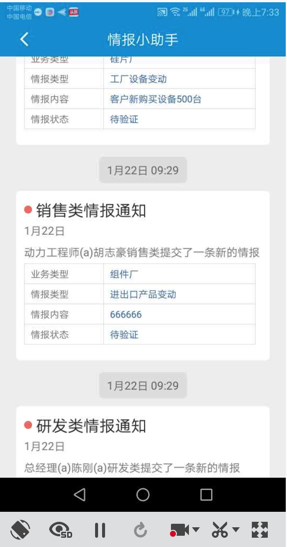 中国移动
中国电信
97
晚上7:33
情报小助手
业务类型 硅片厂
情报类型 工厂设备变动
情报内容 客户新购买设备500台
情报状态 待验证
1月22日 09:29
销售类情报通知
1月22日
动力工程师(a)胡志豪销售类提交了一条新的情报
业务类型 组件厂
情报类型 进出口产品变动
情报内容 666666
情报状态 待验证
1月22日 09:29
研发类情报通知
1月22日
总经理(a)陈刚(a)研发类提交了一条新的情报
SD